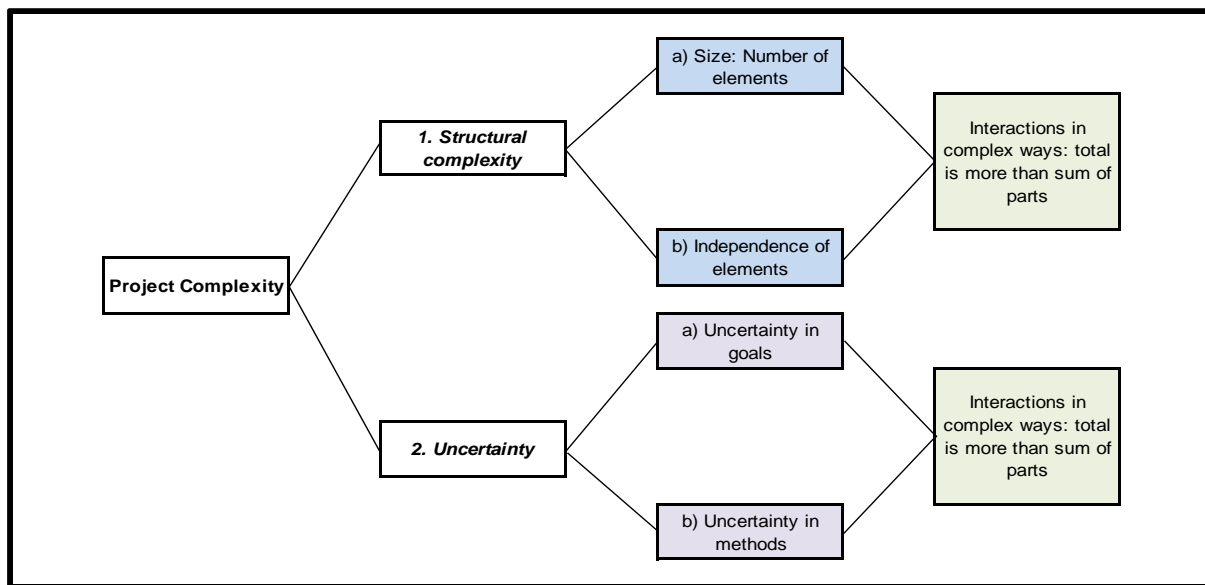 Project Complexity
1. Structural
complexity
a) Size: Number of
elements
b) Independence of
elements
Interactions in
complex ways: total
is more than sum of
parts
2. Uncertainty
a) Uncertainty in
goals
b) Uncertainty in
methods
Interactions in
complex ways: total
is more than sum of
parts